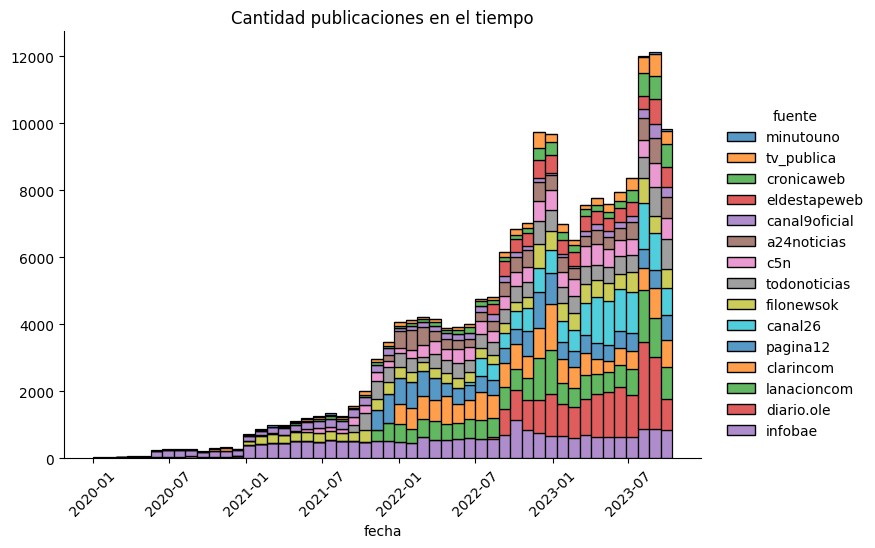 Cantidad publicaciones en el tiempo
12000
10000
8000
6000
4000
2000
0
2020-01
2020-07
2021-01
2021-07
2022-01
2022-07
2023-01
2023-07
fecha
fuente
minutouno
tv_publica
cronicaweb
eldestapeweb
canal9oficial
a24noticias
c5n
todonoticias
filonewsok
canal26
pagina12
clarincom
lanacioncom
diario.ole
infobae